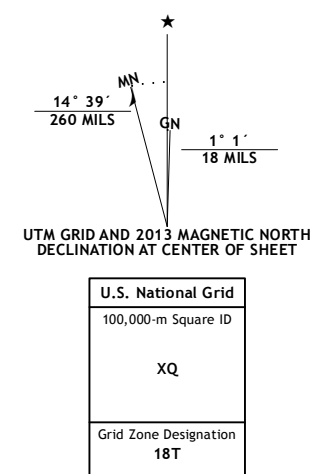 ★
MN
14° 39´
260 MILS
GN
1° 1´
18 MILS
UTM GRID AND 2013 MAGNETIC NORTH
DECLINATION AT CENTER OF SHEET
U.S. National Grid
100,000-m Square ID
XQ
Grid Zone Designation
18T